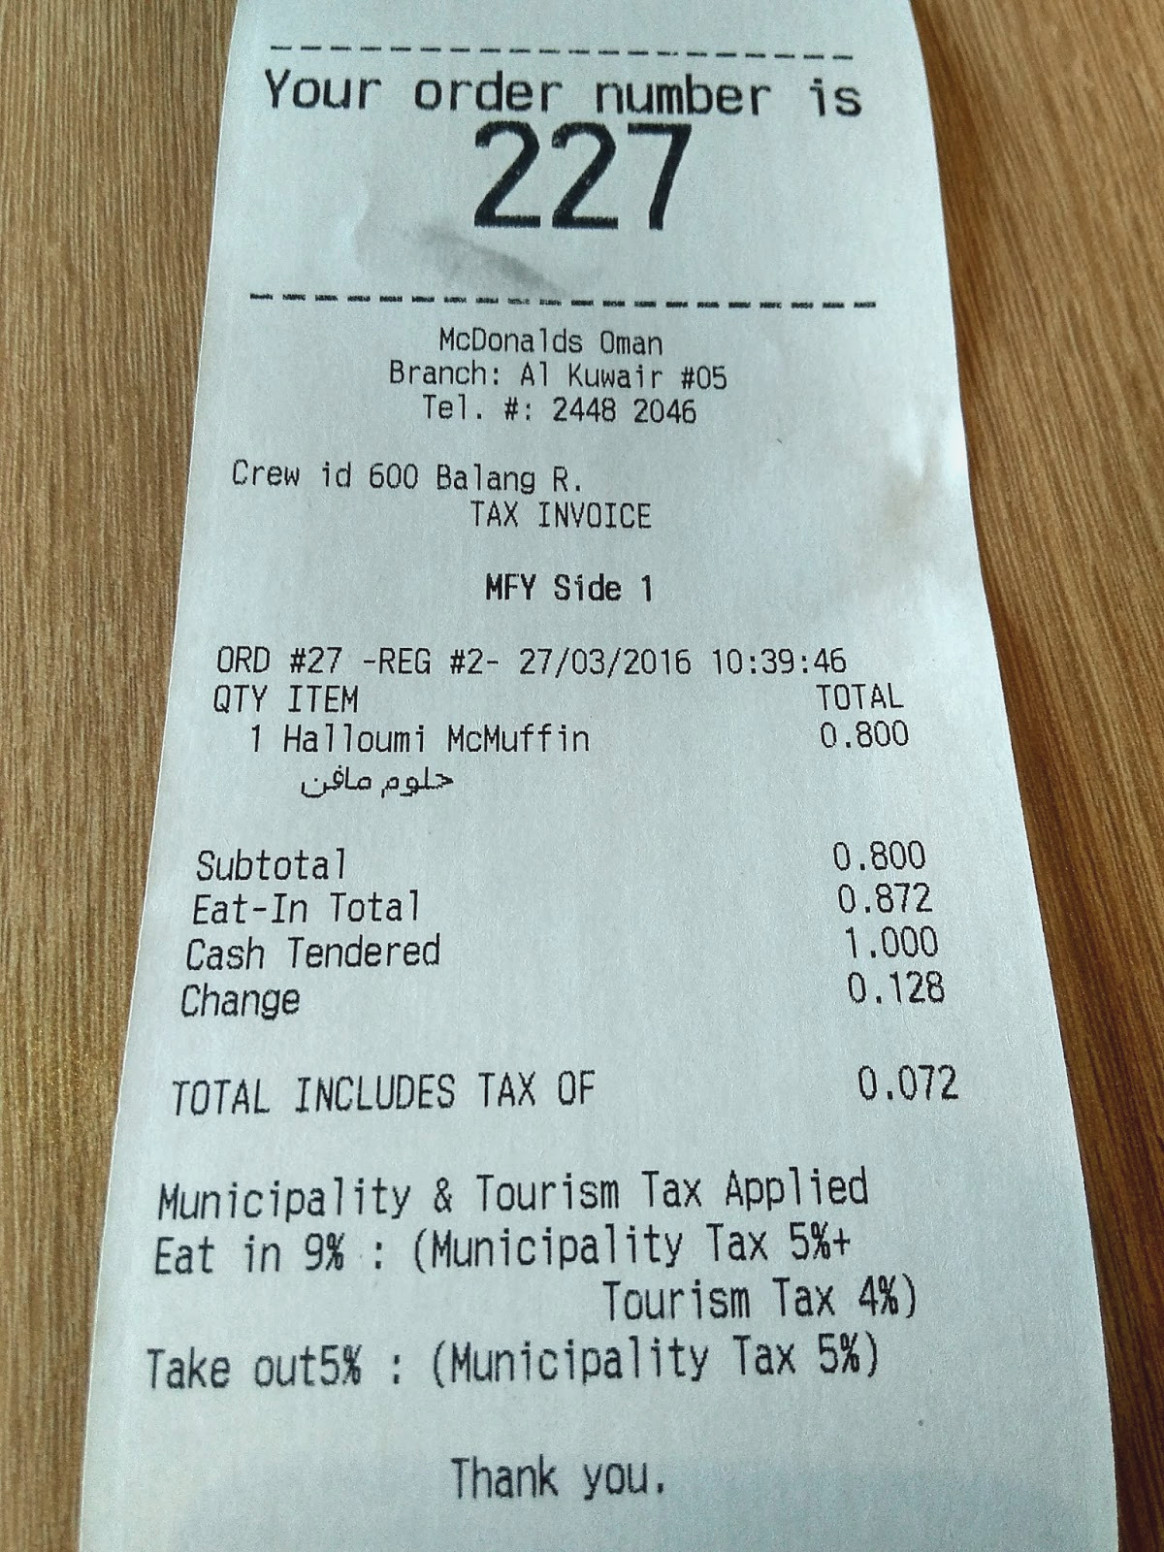 Your order number is
227
McDonalds Oman
Branch: Al Kuwair #05
Tel. #: 2448 2046
Crew id 600 Balang R.
TAX INVOICE
MFY Side 1
ORD #27 -REG #2- 27/03/2016 10:39:46
QTY ITEM TOTAL
1 Halloumi McMuffin 0.800
حلوم مافن
Subtotal 0.800
Eat-In Total 0.872
Cash Tendered 1.000
Change 0.128
TOTAL INCLUDES TAX OF 0.072
Municipality & Tourism Tax Applied
Eat in 9% : (Municipality Tax 5%+
Tourism Tax 4%)
Take out5% : (Municipality Tax 5%)
Thank you.